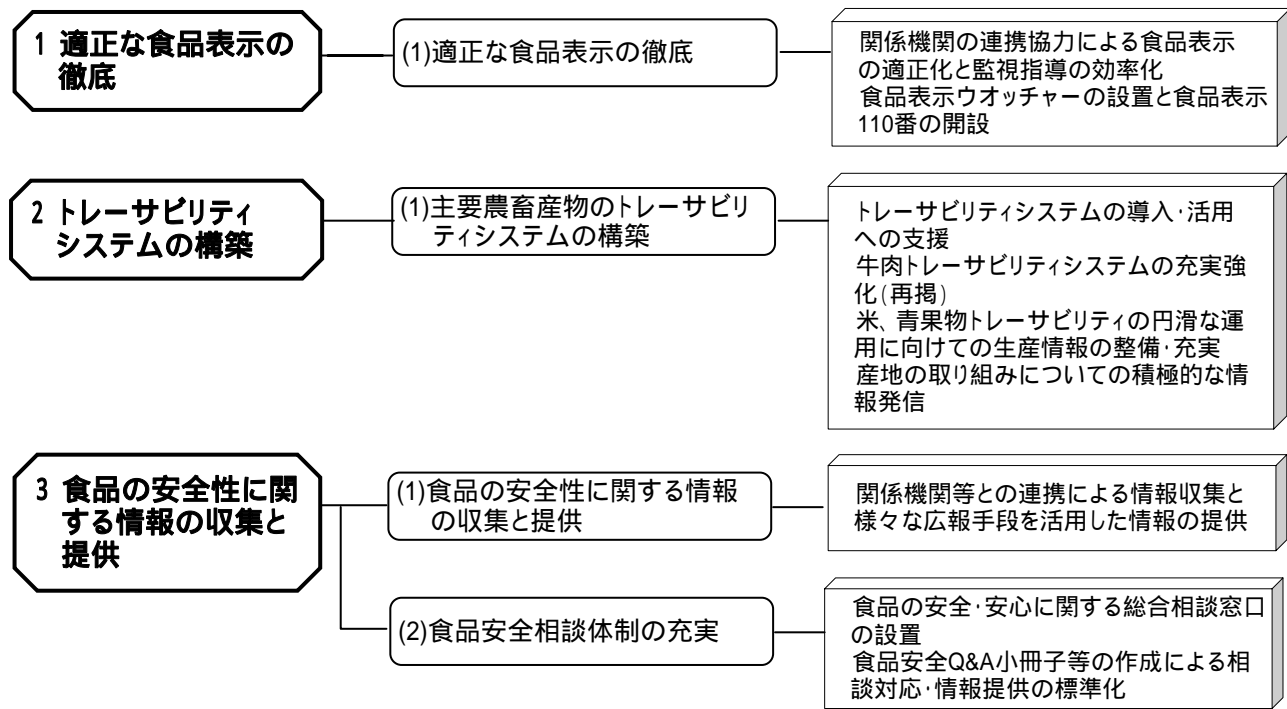 1 適正な食品表示の
徹底
(1)適正な食品表示の徹底
関係機関の連携協力による食品表示
の適正化と監視指導の効率化
食品表示ウオッチャーの設置と食品表示
110番の開設
2 トレーサビリティ
システムの構築
(1)主要農畜産物のトレーサビリ
ティシステムの構築
トレーサビリティシステムの導入・活用
への支援
牛肉トレーサビリティシステムの充実強
化(再掲)
米、青果物トレーサビリティの円滑な運
用に向けての生産情報の整備・充実
産地の取り組みについての積極的な情
報発信
3 食品の安全性に関
する情報の収集と
提供
(1)食品の安全性に関する情報
の収集と提供
関係機関等との連携による情報収集と
様々な広報手段を活用した情報の提供
(2)食品安全相談体制の充実
食品の安全・安心に関する総合相談窓口
の設置
食品安全Q&A小冊子等の作成による相
談対応・情報提供の標準化